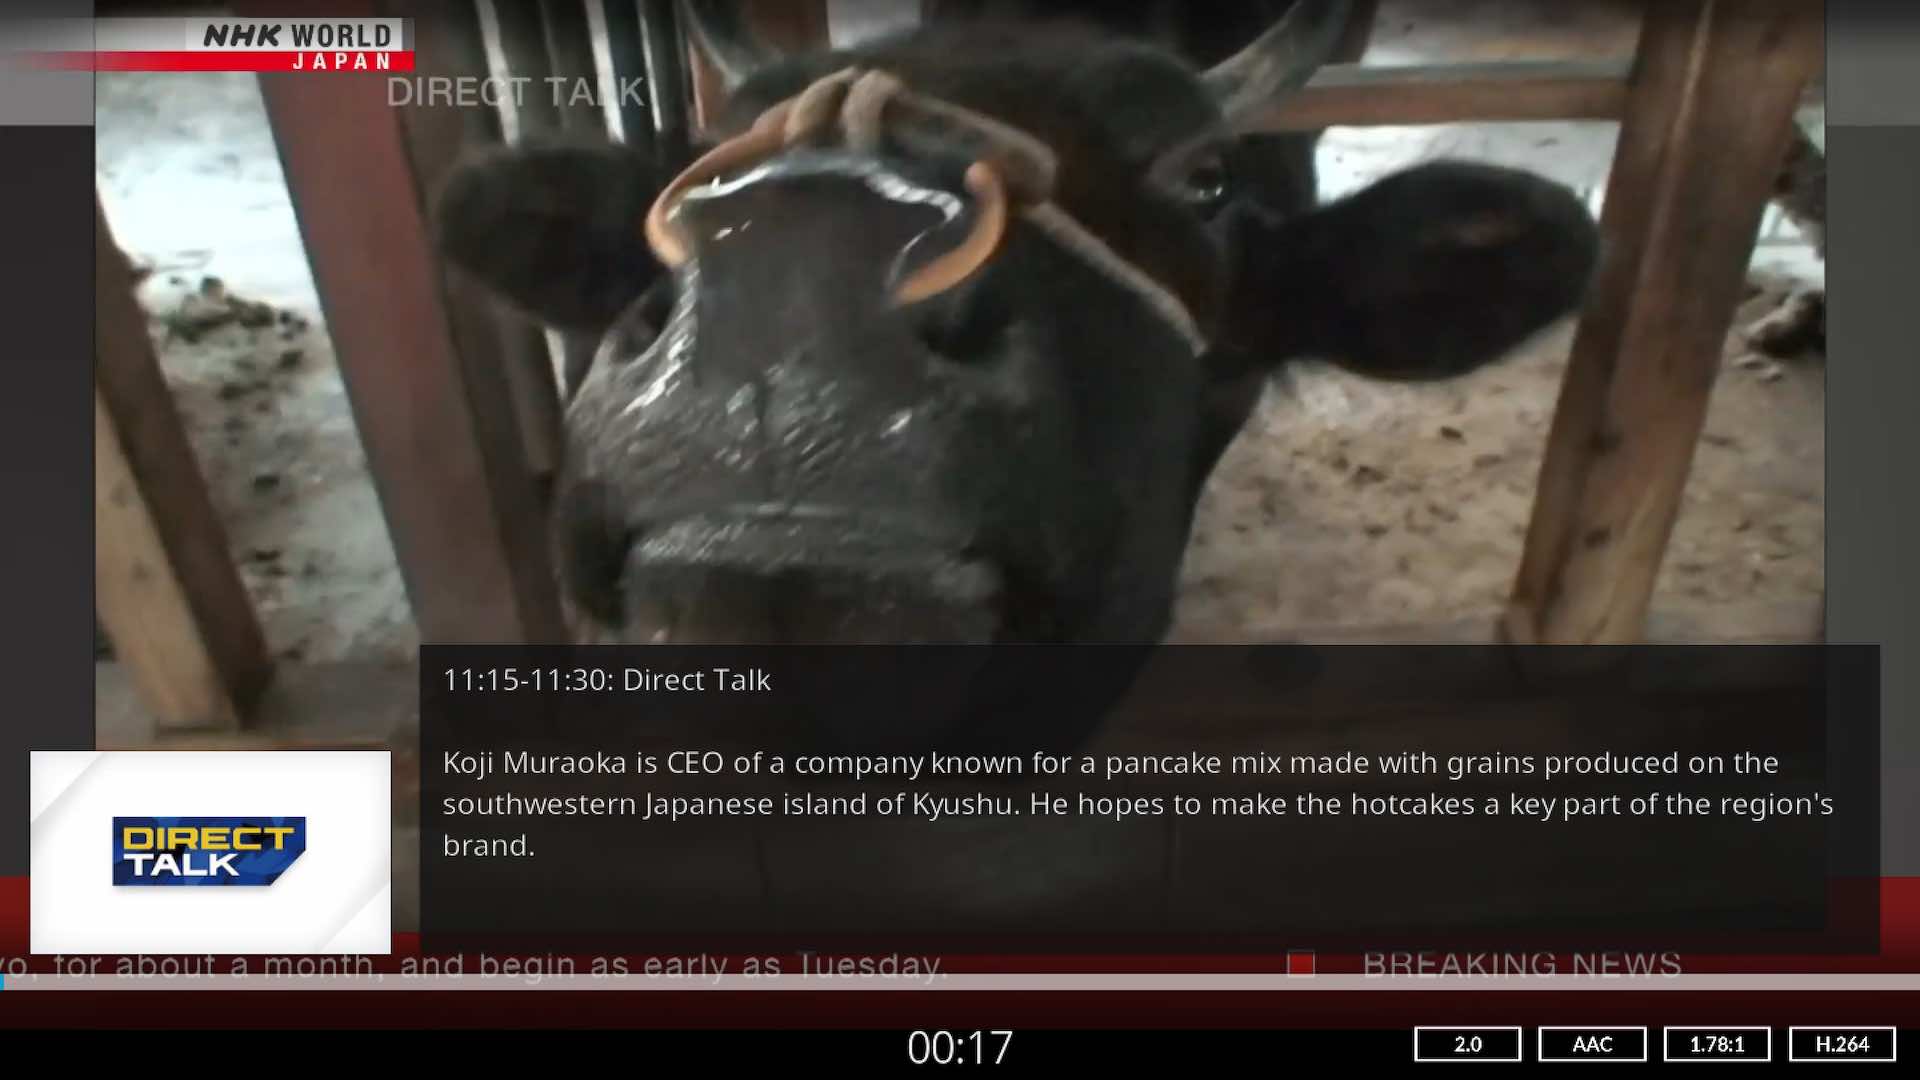 NHK WORLD
JAPAN
DIRECT TALK
11:15-11:30: Direct Talk
Koji Muraoka is CEO of a company known for a pancake mix made with grains produced on the
southwestern Japanese island of Kyushu. He hopes to make the hotcakes a key part of the region's
brand.
DIRECT
TALK
for about a month, and begin as early as Tuesday.
BREAKING NEWS
00:17
2.0
AAC
1.78:1
H.264